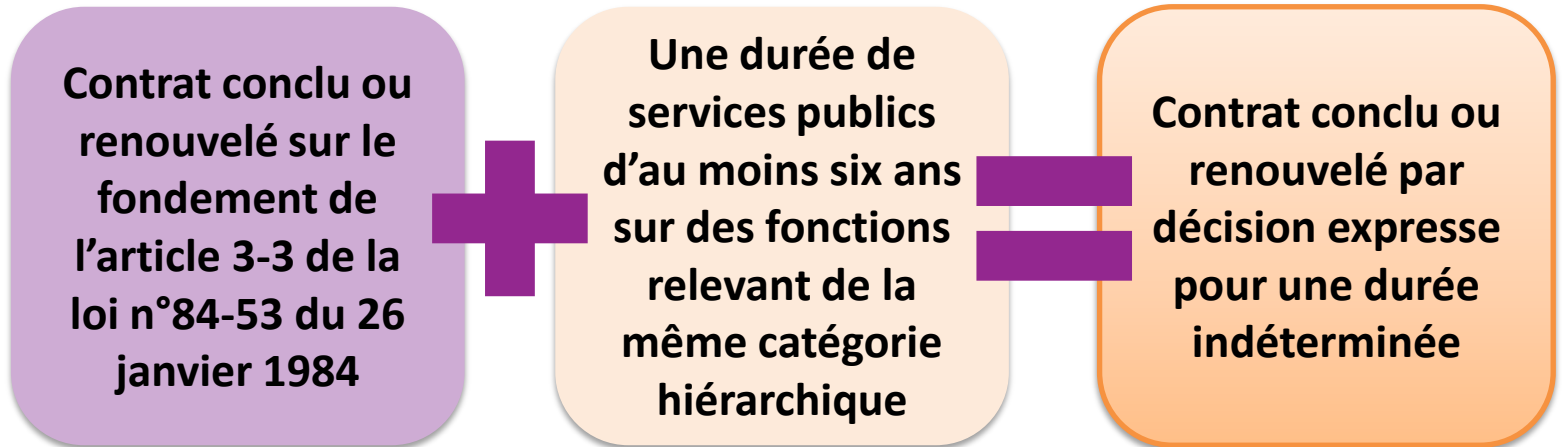 Contrat conclu ou
renouvelé sur le
fondement de
l’article 3-3 de la
loi n°84-53 du 26
janvier 1984
Une durée de
services publics
d’au moins six ans
sur des fonctions
relevant de la
même catégorie
hiérarchique
Contrat conclu ou
renouvelé par
décision expresse
pour une durée
indéterminée